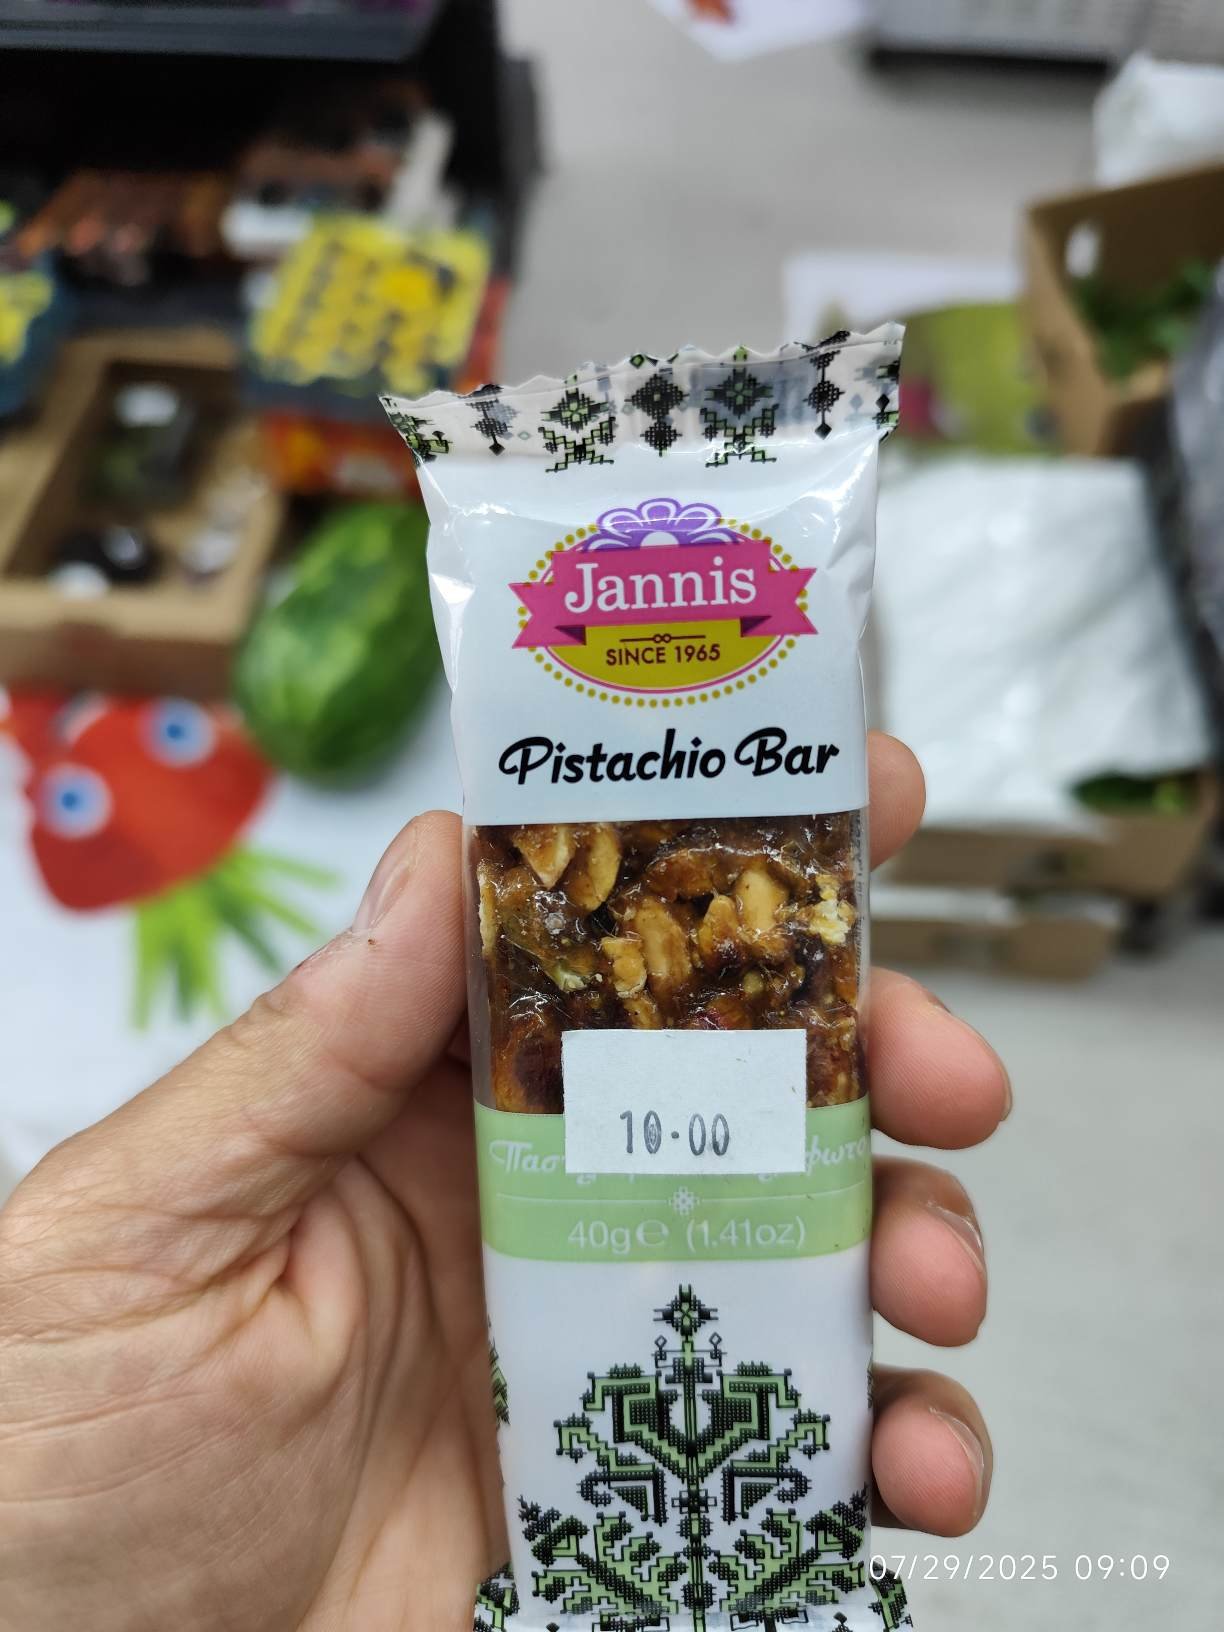 Jannis
SINCE 1965
Pistachio Bar
10.00
40g℮ (1.41oz)
07/29/2025 09:09